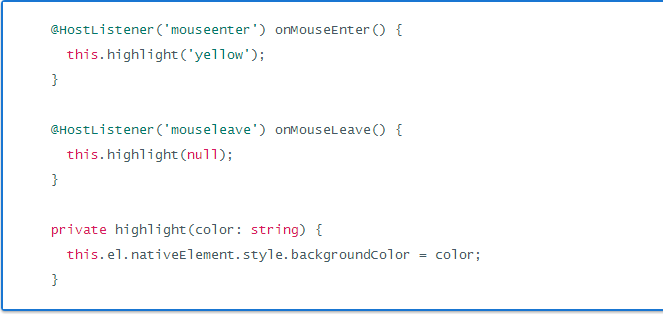 @HostListener('mouseenter') onMouseEnter() {
  this.highlight('yellow');
}

@HostListener('mouseleave') onMouseLeave() {
  this.highlight(null);
}

private highlight(color: string) {
  this.el.nativeElement.style.backgroundColor = color;
}